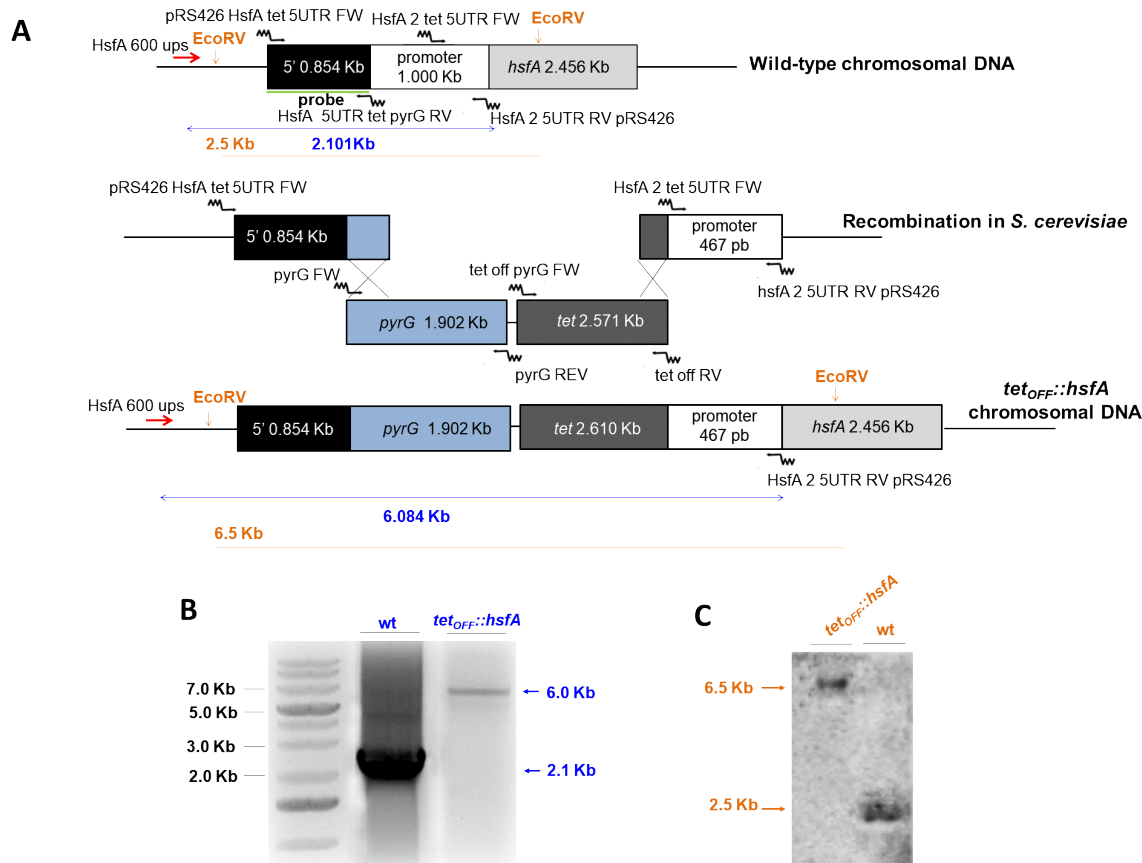 A
pRS426 HsfA tet 5UTR FW
HsfA 2 tet 5UTR FW
HsfA 600 ups
EcoRV
EcoRV
5’ 0.854 Kb
promoter
1.000 Kb
hsfA 2.456 Kb
Wild-type chromosomal DNA
probe
HsfA 5UTR tet pyrG RV
HsfA 2 5UTR RV pRS426
2.5 Kb
2.101Kb
pRS426 HsfA tet 5UTR FW
HsfA 2 tet 5UTR FW
5’ 0.854 Kb
promoter
467 pb
Recombination in S. cerevisiae
pyrG FW
tet off pyrG FW
hsfA 2 5UTR RV pRS426
pyrG 1.902 Kb
tet 2.571 Kb
pyrG REV
tet off RV
HsfA 600 ups
EcoRV
EcoRV
tetOFF::hsfA
chromosomal DNA
5’ 0.854 Kb
pyrG 1.902 Kb
tet 2.610 Kb
promoter
467 pb
hsfA 2.456 Kb
HsfA 2 5UTR RV pRS426
6.084 Kb
6.5 Kb
B
wt
tetOFF::hsfA
7.0 Kb
5.0 Kb
3.0 Kb
2.0 Kb
6.0 Kb
2.1 Kb
C
tetOFF::hsfA
wt
6.5 Kb
2.5 Kb